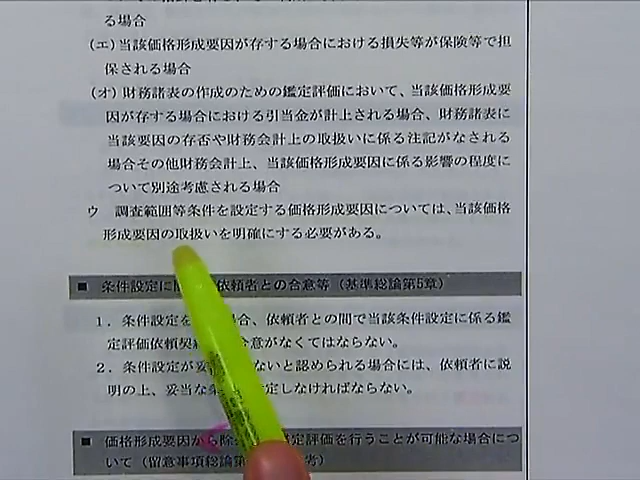 る場合
(エ)当該価格形成要因が存する場合における損失等が保険等で担
保される場合
(オ)財務諸表の作成のための鑑定評価において、当該価格形成要
因が存する場合における引当金が計上される場合、財務諸表に
当該要因の存否や財務会計上の取扱いに係る注記がなされる
場合その他財務会計上、当該価格形成要因に係る影響の程度に
ついて別途考慮される場合
ウ 調査範囲等条件を設定する価格形成要因については、当該価格
形成要因の取扱いを明確にする必要がある。
■ 条件設定に 依頼者との合意等(基準総論第5章)
1．条件設定を 場合、依頼者との間で当該条件設定に係る鑑
定評価依頼契約 合意がなくてはならない。
2．条件設定が妥 ないと認められる場合には、依頼者に説
明の上、妥当な条 定しなければならない。
■ 価格形成要因から除 鑑定評価を行うことが可能な場合につ
いて(留意事項総論第 考)